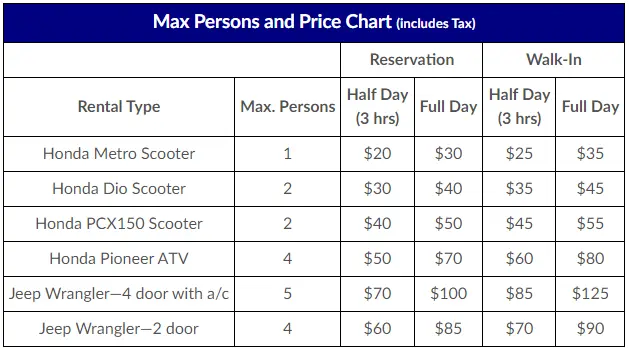 Max Persons and Price Chart (includes Tax)
Reservation Walk-In
Rental Type Max. Persons Half Day (3 hrs) Full Day Half Day (3 hrs) Full Day
Honda Metro Scooter 1 $20 $30 $25 $35
Honda Dio Scooter 2 $30 $40 $35 $45
Honda PCX150 Scooter 2 $40 $50 $45 $55
Honda Pioneer ATV 4 $50 $70 $60 $80
Jeep Wrangler—4 door with a/c 5 $70 $100 $85 $125
Jeep Wrangler—2 door 4 $60 $85 $70 $90